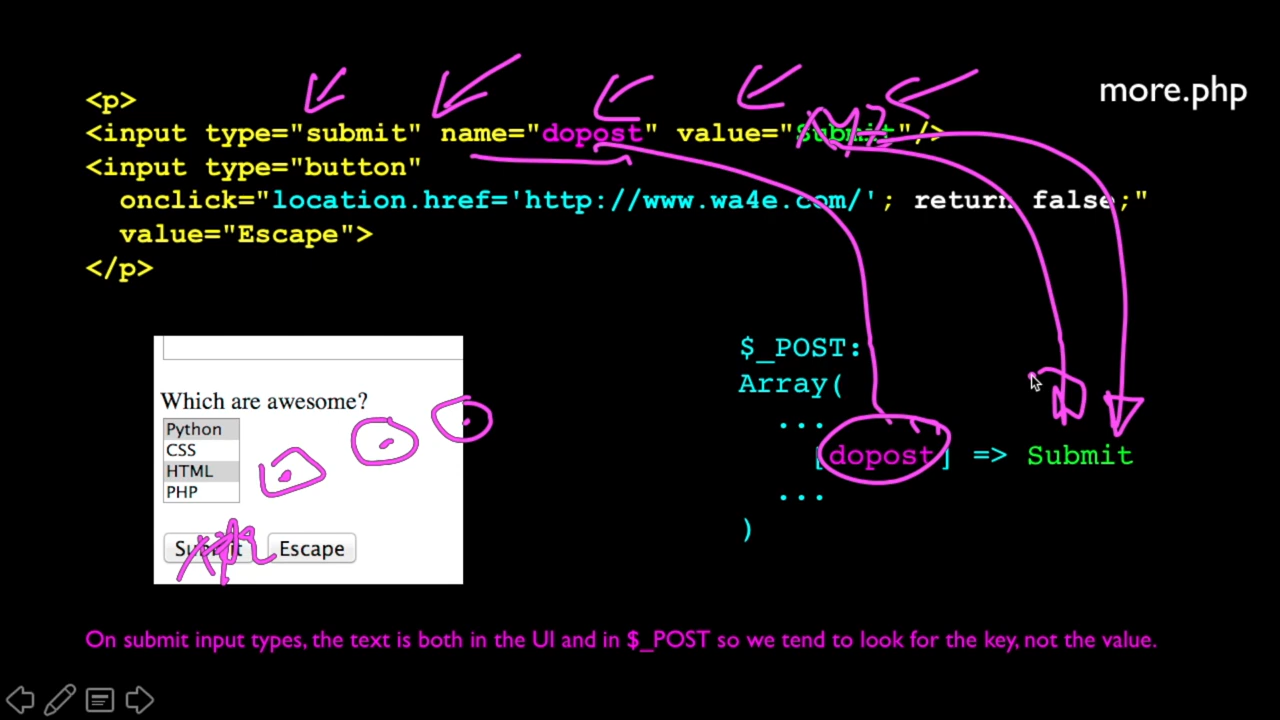 more.php
<p>
<input type="submit" name="dopost" value="Submit"/>
<input type="button"
onclick="location.href='http://www.wa4e.com/'; return false;"
value="Escape">
</p>
Which are awesome?
Python
CSS
HTML
PHP
Submit Escape
$_POST:
Array(
...
[dopost] => Submit
...
)
On submit input types, the text is both in the UI and in $_POST so we tend to look for the key, not the value.